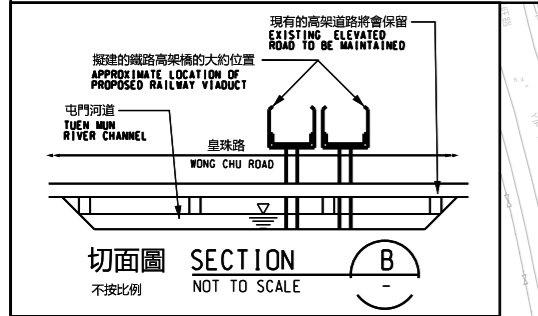 現有的高架道路將會保留
EXISTING ELEVATED
ROAD TO BE MAINTAINED
擬建的鐵路高架橋的大約位置
APPROXIMATE LOCATION OF
PROPOSED RAILWAY VIADUCT
屯門河道
TUEN MUN
RIVER CHANNEL
皇珠路
WONG CHU ROAD
切面圖 SECTION B
不按比例 NOT TO SCALE -